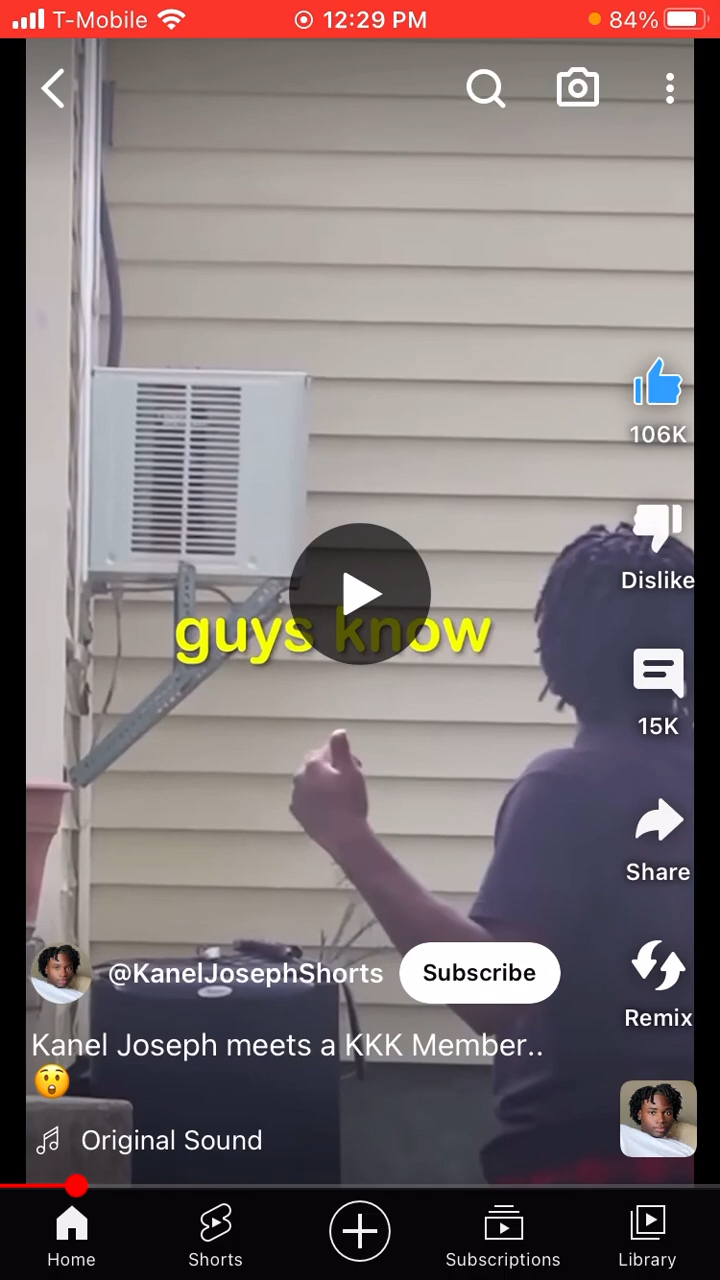 T-Mobile 12:29 PM 84%
106K
Dislike
guys know
15K
Share
@KanelJosephShorts Subscribe
Remix
Kanel Joseph meets a KKK Member..
😲
Original Sound
Home Shorts Subscriptions Library